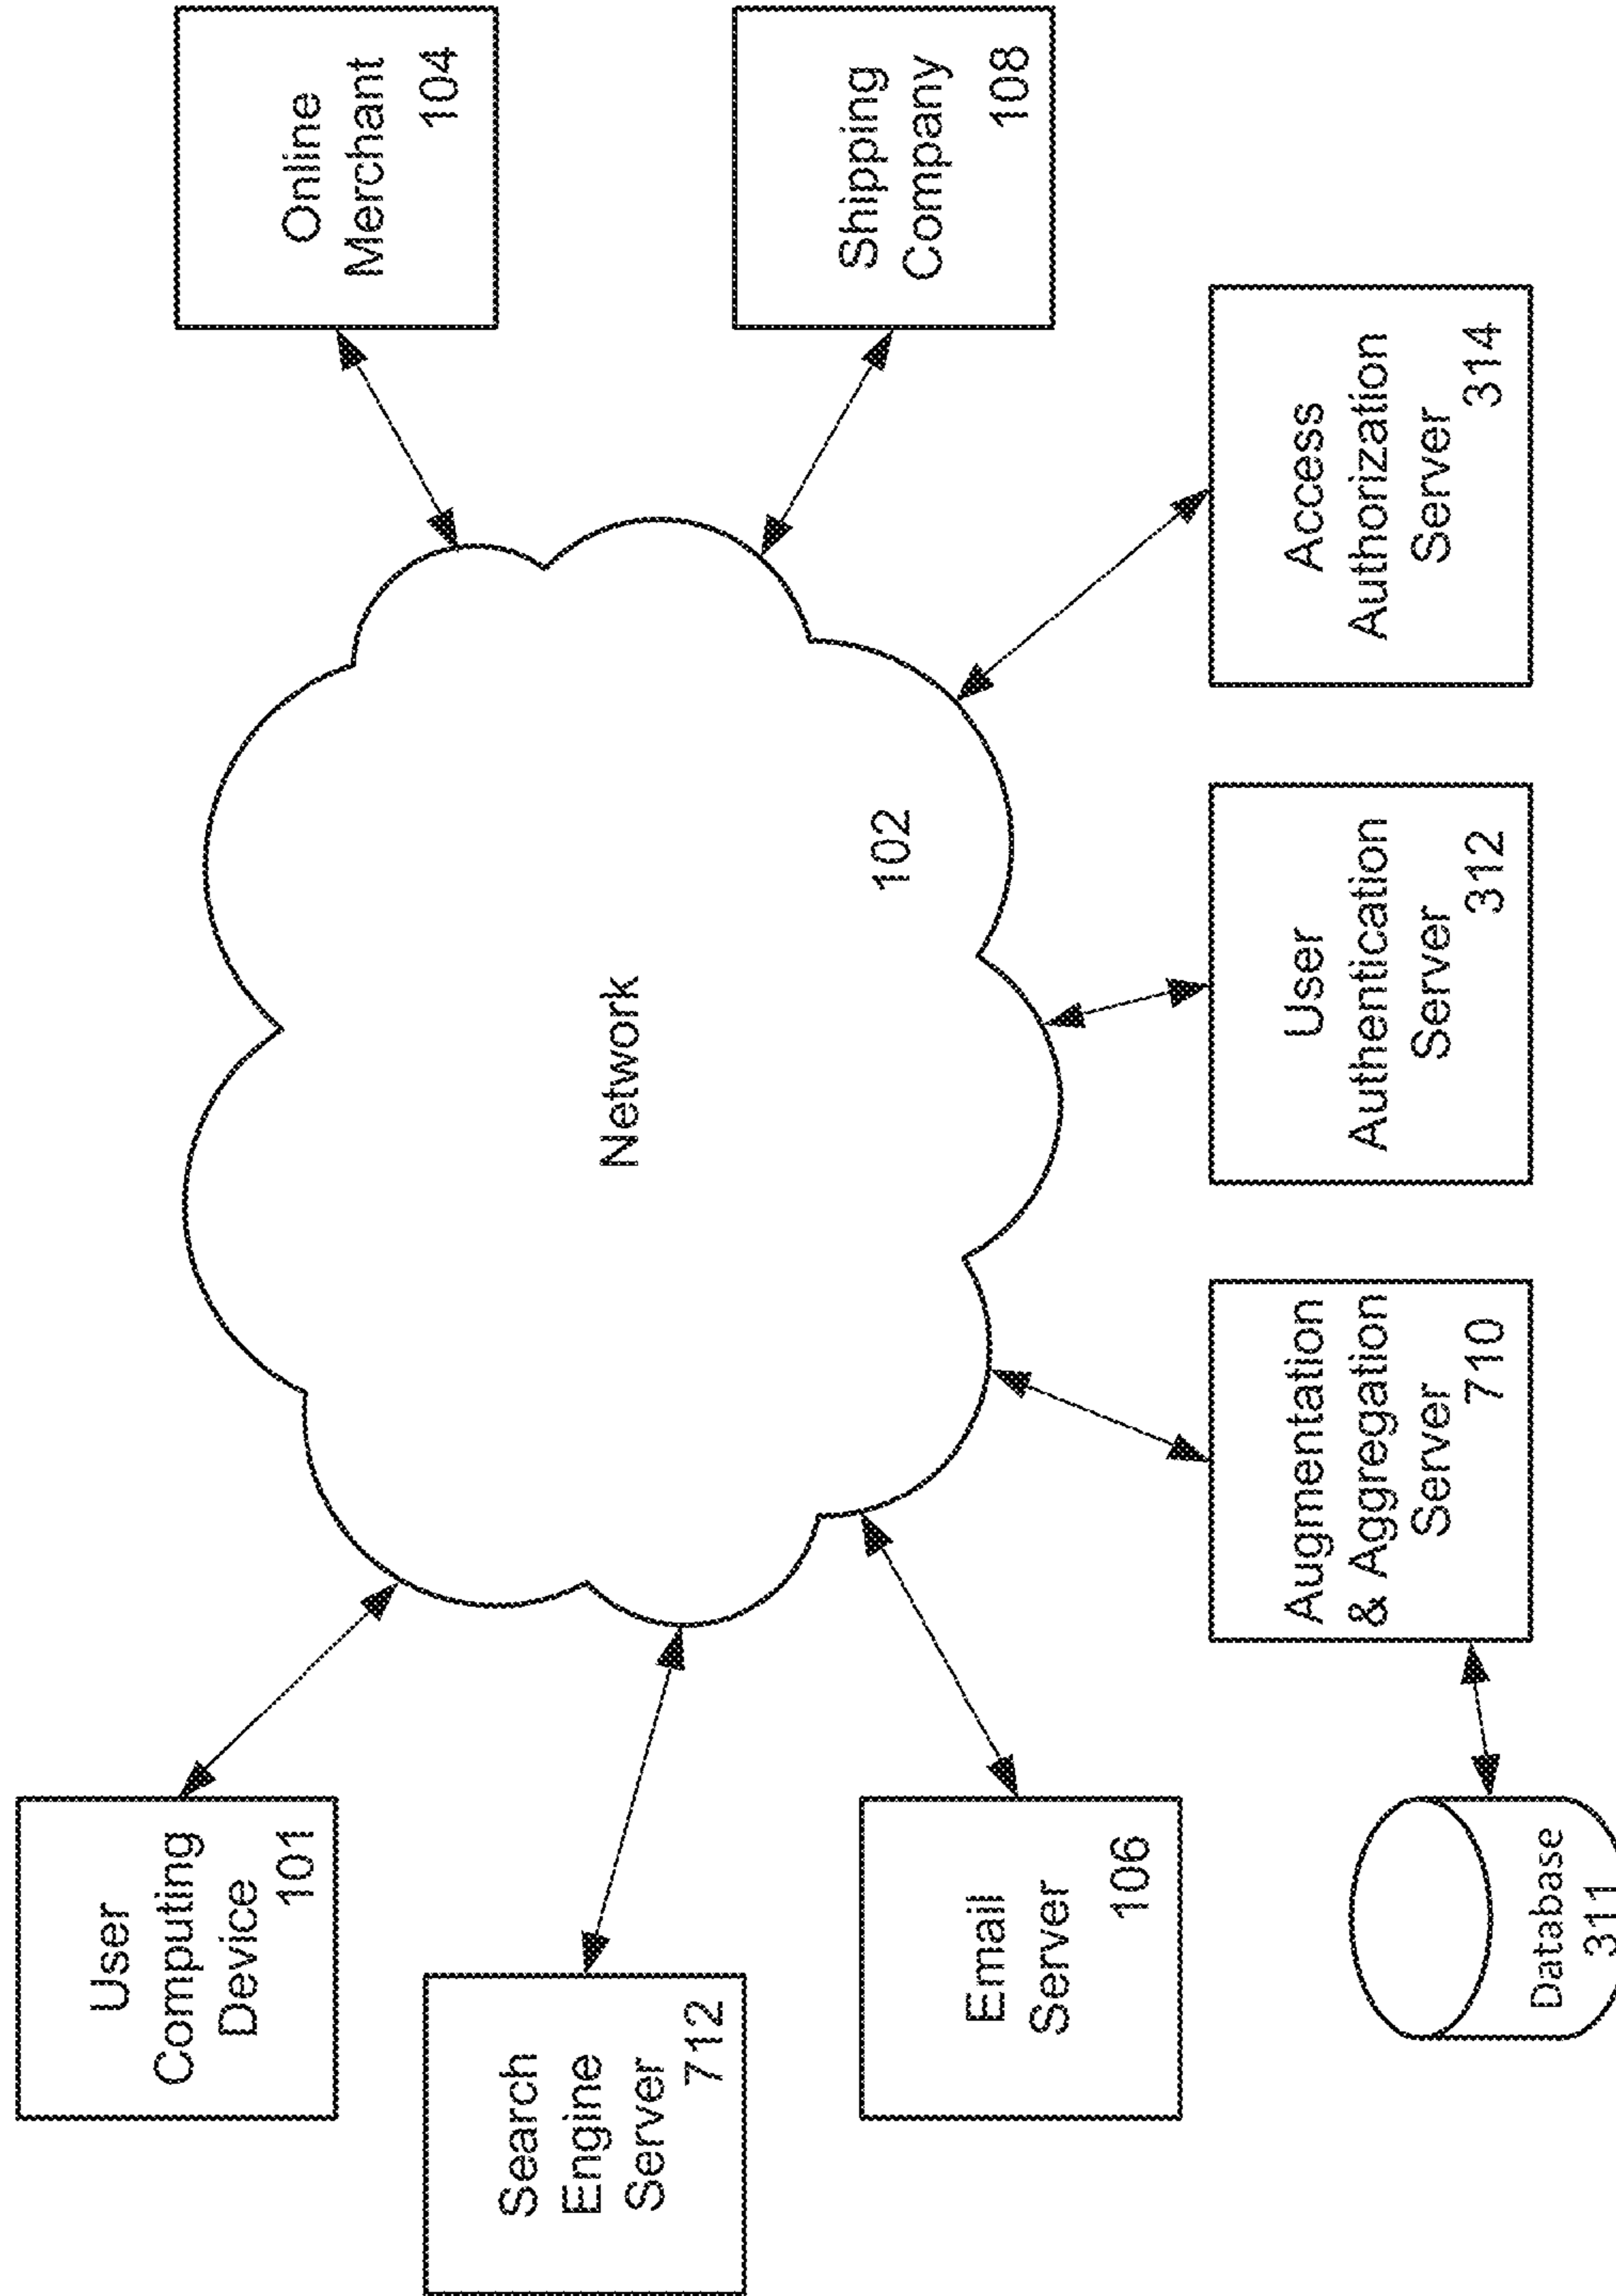 User
Computing
Device
101
Search
Engine
Server
712
Email
Server
106
Database
311
Network
102
Augmentation
& Aggregation
Server
710
User
Authentication
Server
312
Access
Authorization
Server
314
Online
Merchant
104
Shipping
Company
108